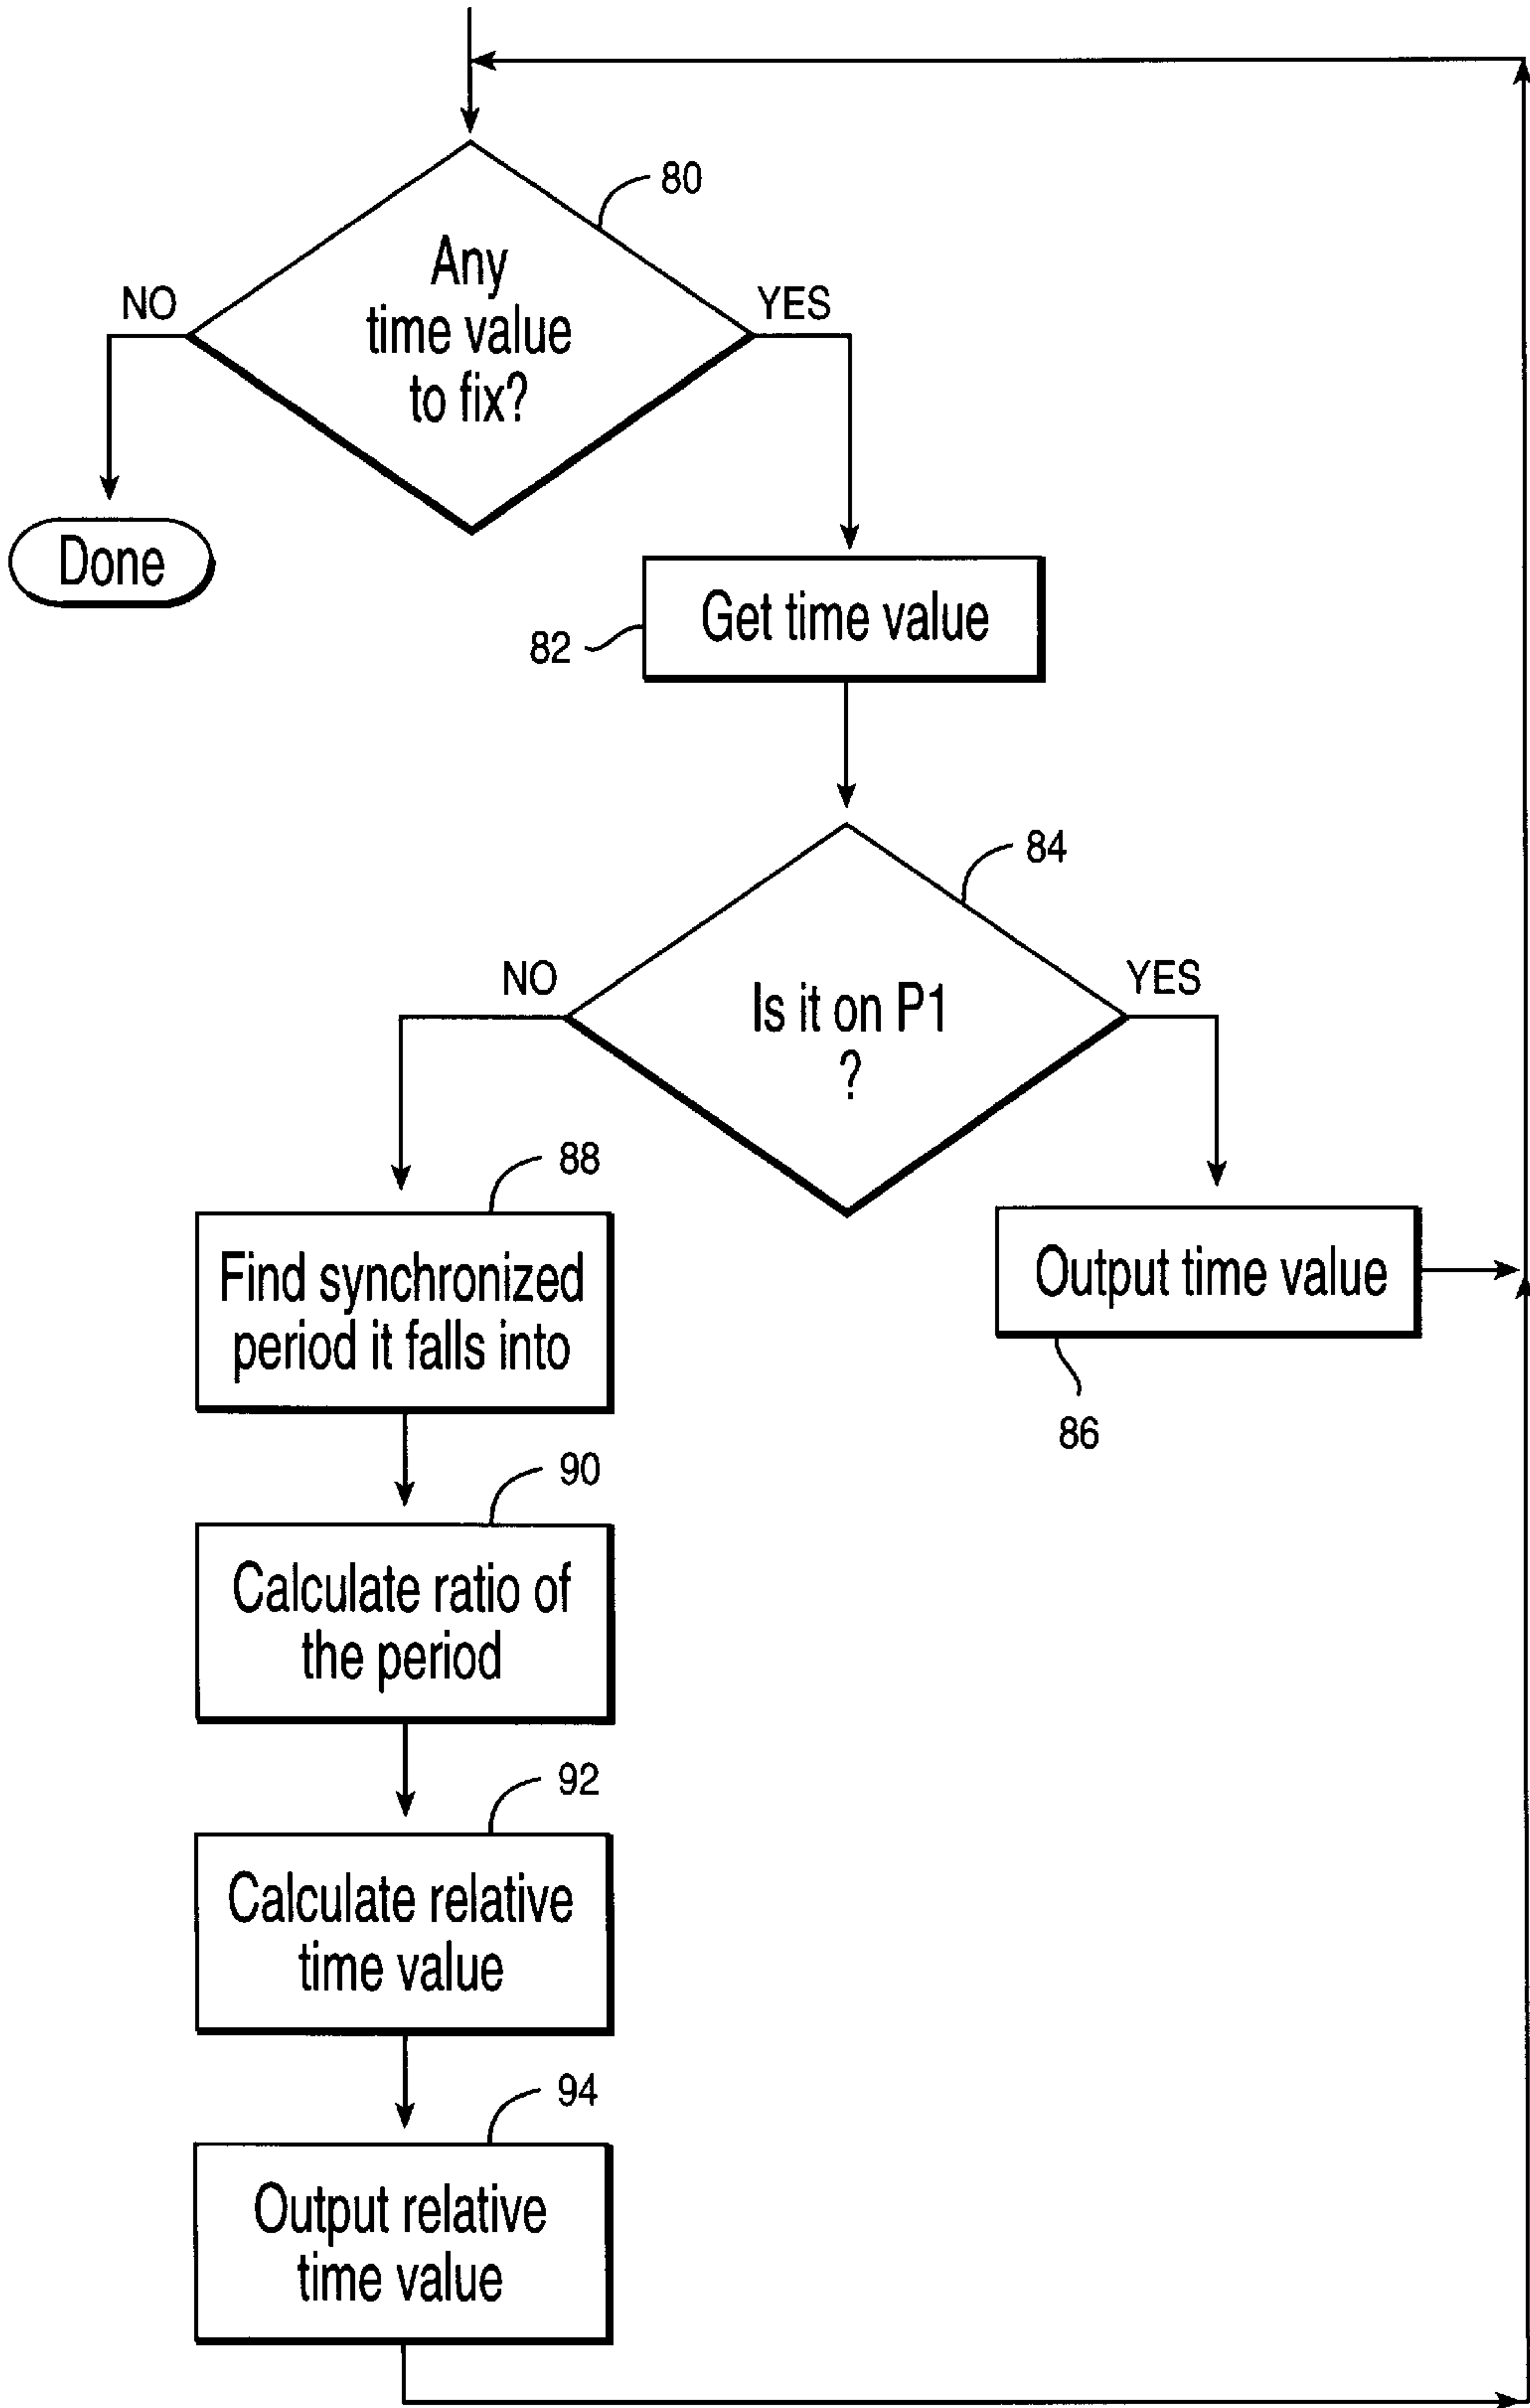 80
Any
time value
to fix?
NO
YES
Done
Get time value
82
84
Is it on P1
?
NO
YES
88
Find synchronized
period it falls into
Output time value
86
90
Calculate ratio of
the period
92
Calculate relative
time value
94
Output relative
time value